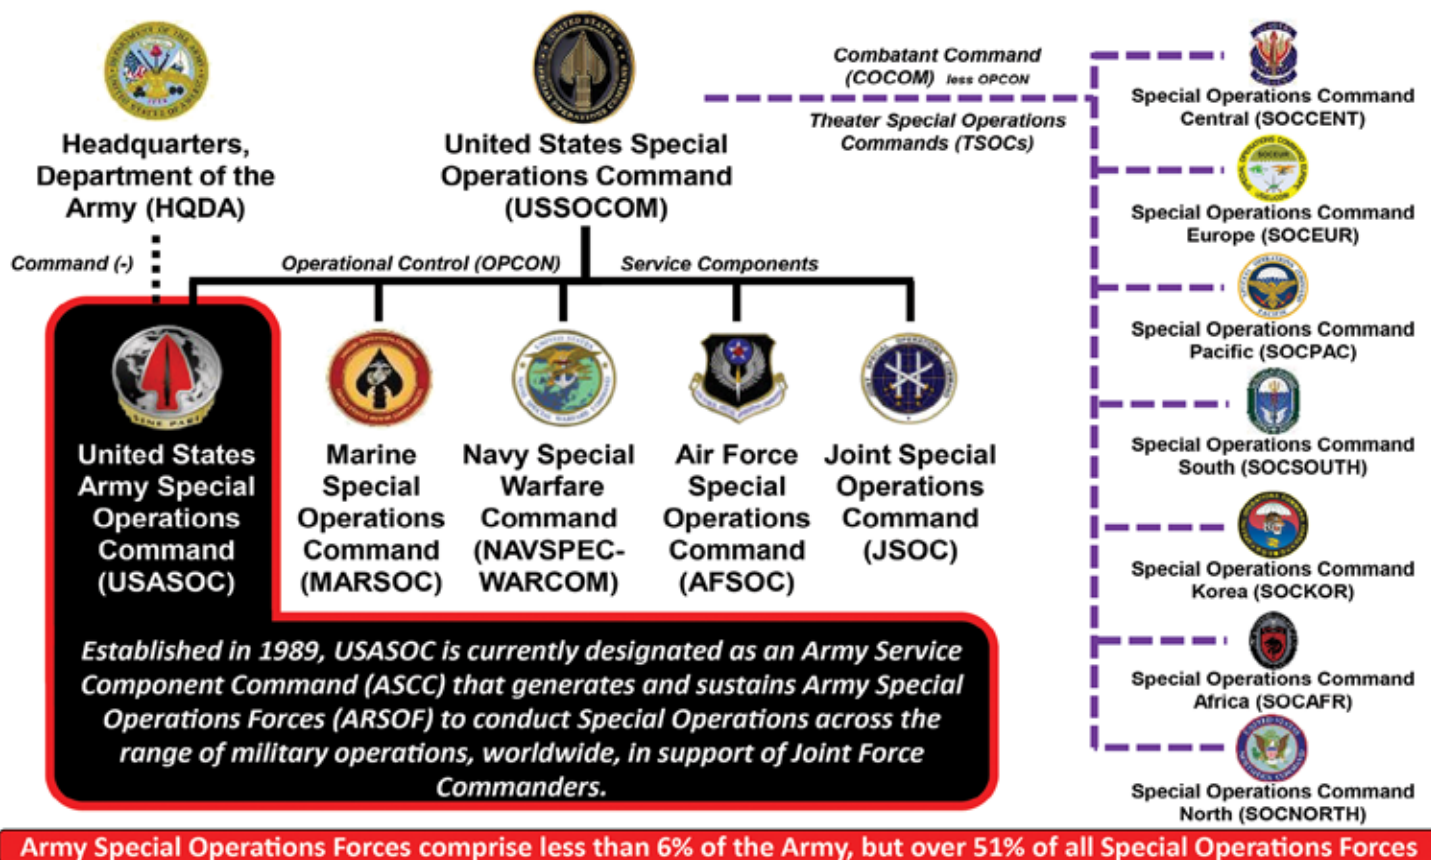 Headquarters,
Department of the
Army (HQDA)
United States Special
Operations Command
(USSOCOM)
Combatant Command
(COCOM) less OPCON
Theater Special Operations
Commands (TSOCs)
Command (-)
Operational Control (OPCON)
Service Components
SINE PARI
United States
Army Special
Operations
Command
(USASOC)
Marine
Special
Operations
Command
(MARSOC)
Navy Special
Warfare
Command
(NAVSPEC-
WARCOM)
Air Force
Special
Operations
Command
(AFSOC)
Joint Special
Operations
Command
(JSOC)
Established in 1989, USASOC is currently designated as an Army Service
Component Command (ASCC) that generates and sustains Army Special
Operations Forces (ARSOF) to conduct Special Operations across the
range of military operations, worldwide, in support of Joint Force
Commanders.
Special Operations Command
Central (SOCCENT)
SOCEUR
Special Operations Command
Europe (SOCEUR)
PACIFIC
Special Operations Command
Pacific (SOCPAC)
Special Operations Command
South (SOCSOUTH)
Special Operations Command
Korea (SOCKOR)
Special Operations Command
Africa (SOCAFR)
Special Operations Command
North (SOCNORTH)
Army Special Operations Forces comprise less than 6% of the Army, but over 51% of all Special Operations Forces